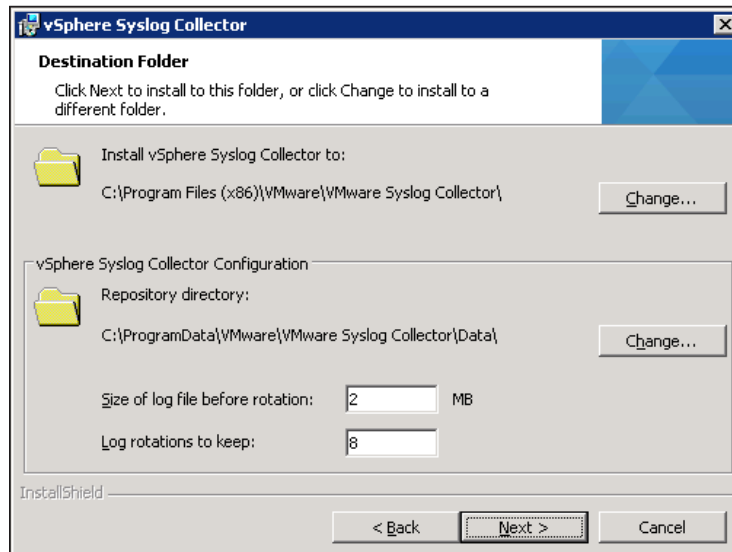 vSphere Syslog Collector
Destination Folder
Click Next to install to this folder, or click Change to install to a
different folder.
Install vSphere Syslog Collector to:
C:\Program Files (x86)\VMware\VMware Syslog Collector\
Change...
vSphere Syslog Collector Configuration
Repository directory:
C:\ProgramData\VMware\VMware Syslog Collector\Data\
Change...
Size of log file before rotation: 2 MB
Log rotations to keep: 8
InstallShield
< Back Next > Cancel